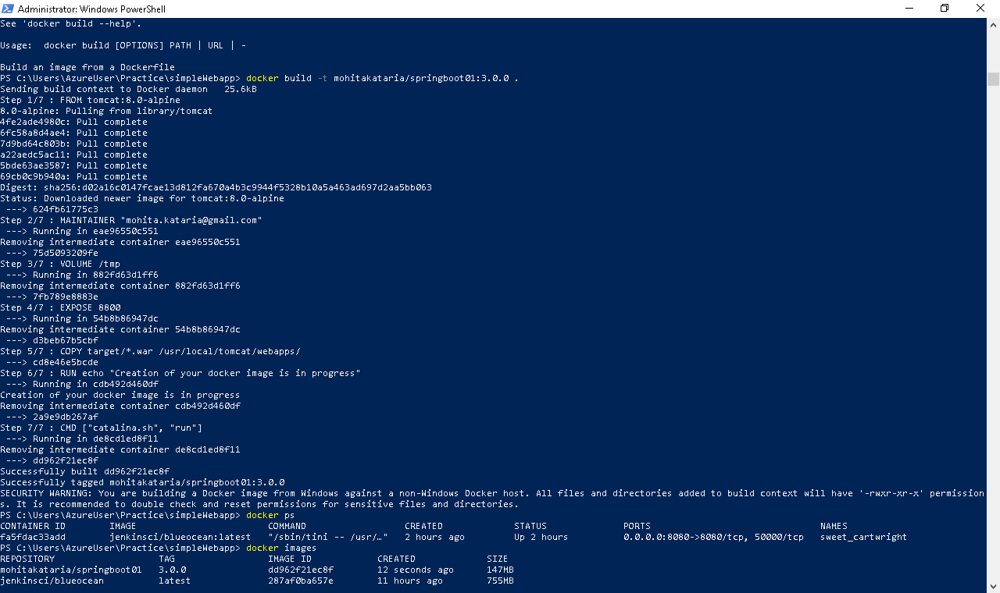 Administrator: Windows PowerShell
See 'docker build --help'.
Usage:  docker build [OPTIONS] PATH | URL | -
Build an image from a Dockerfile
PS C:\Users\AzureUser\Practice\simpleWebapp> docker build -t mohitakataria/springboot01:3.0.0 .
Sending build context to Docker daemon   25.6kB
Step 1/7 : FROM tomcat:8.0-alpine
8.0-alpine: Pulling from library/tomcat
4fe2ade4980c: Pull complete
6fc58a8d4ae4: Pull complete
7d9bd64c803b: Pull complete
a22aedc5ac11: Pull complete
5bde63ae3587: Pull complete
69cb0c9b940a: Pull complete
Digest: sha256:d02a16c0147fcae13d812fa670a4b3c9944f5328b10a5a463ad697d2aa5bb063
Status: Downloaded newer image for tomcat:8.0-alpine
 ---> 624fb61775c3
Step 2/7 : MAINTAINER "mohita.kataria@gmail.com"
 ---> Running in eae96550c551
Removing intermediate container eae96550c551
 ---> 75d5093209fe
Step 3/7 : VOLUME /tmp
 ---> Running in 882fd63d1ff6
Removing intermediate container 882fd63d1ff6
 ---> 7fb789e8883e
Step 4/7 : EXPOSE 8800
 ---> Running in 54b8b86947dc
Removing intermediate container 54b8b86947dc
 ---> d3beb67b5cbf
Step 5/7 : COPY target/*.war /usr/local/tomcat/webapps/
 ---> cd8e46e5bcde
Step 6/7 : RUN echo "Creation of your docker image is in progress"
 ---> Running in cdb492d460df
Creation of your docker image is in progress
Removing intermediate container cdb492d460df
 ---> 2a9e9db267af
Step 7/7 : CMD ["catalina.sh", "run"]
 ---> Running in de8cd1ed8f11
Removing intermediate container de8cd1ed8f11
 ---> dd962f21ec8f
Successfully built dd962f21ec8f
Successfully tagged mohitakataria/springboot01:3.0.0
SECURITY WARNING: You are building a Docker image from Windows against a non-Windows Docker host. All files and directories added to build context will have '-rwxr-xr-x' permission
s. It is recommended to double check and reset permissions for sensitive files and directories.
PS C:\Users\AzureUser\Practice\simpleWebapp> docker ps
CONTAINER ID        IMAGE                        COMMAND                  CREATED             STATUS              PORTS                               NAMES
fa5fdac33add        jenkinsci/blueocean:latest   "/sbin/tini -- /usr/…"   2 hours ago         Up 2 hours          0.0.0.0:8080->8080/tcp, 50000/tcp   sweet_cartwright
PS C:\Users\AzureUser\Practice\simpleWebapp> docker images
REPOSITORY                   TAG                 IMAGE ID            CREATED             SIZE
mohitakataria/springboot01   3.0.0               dd962f21ec8f        12 seconds ago      147MB
jenkinsci/blueocean          latest              287af0ba657e        11 hours ago        755MB